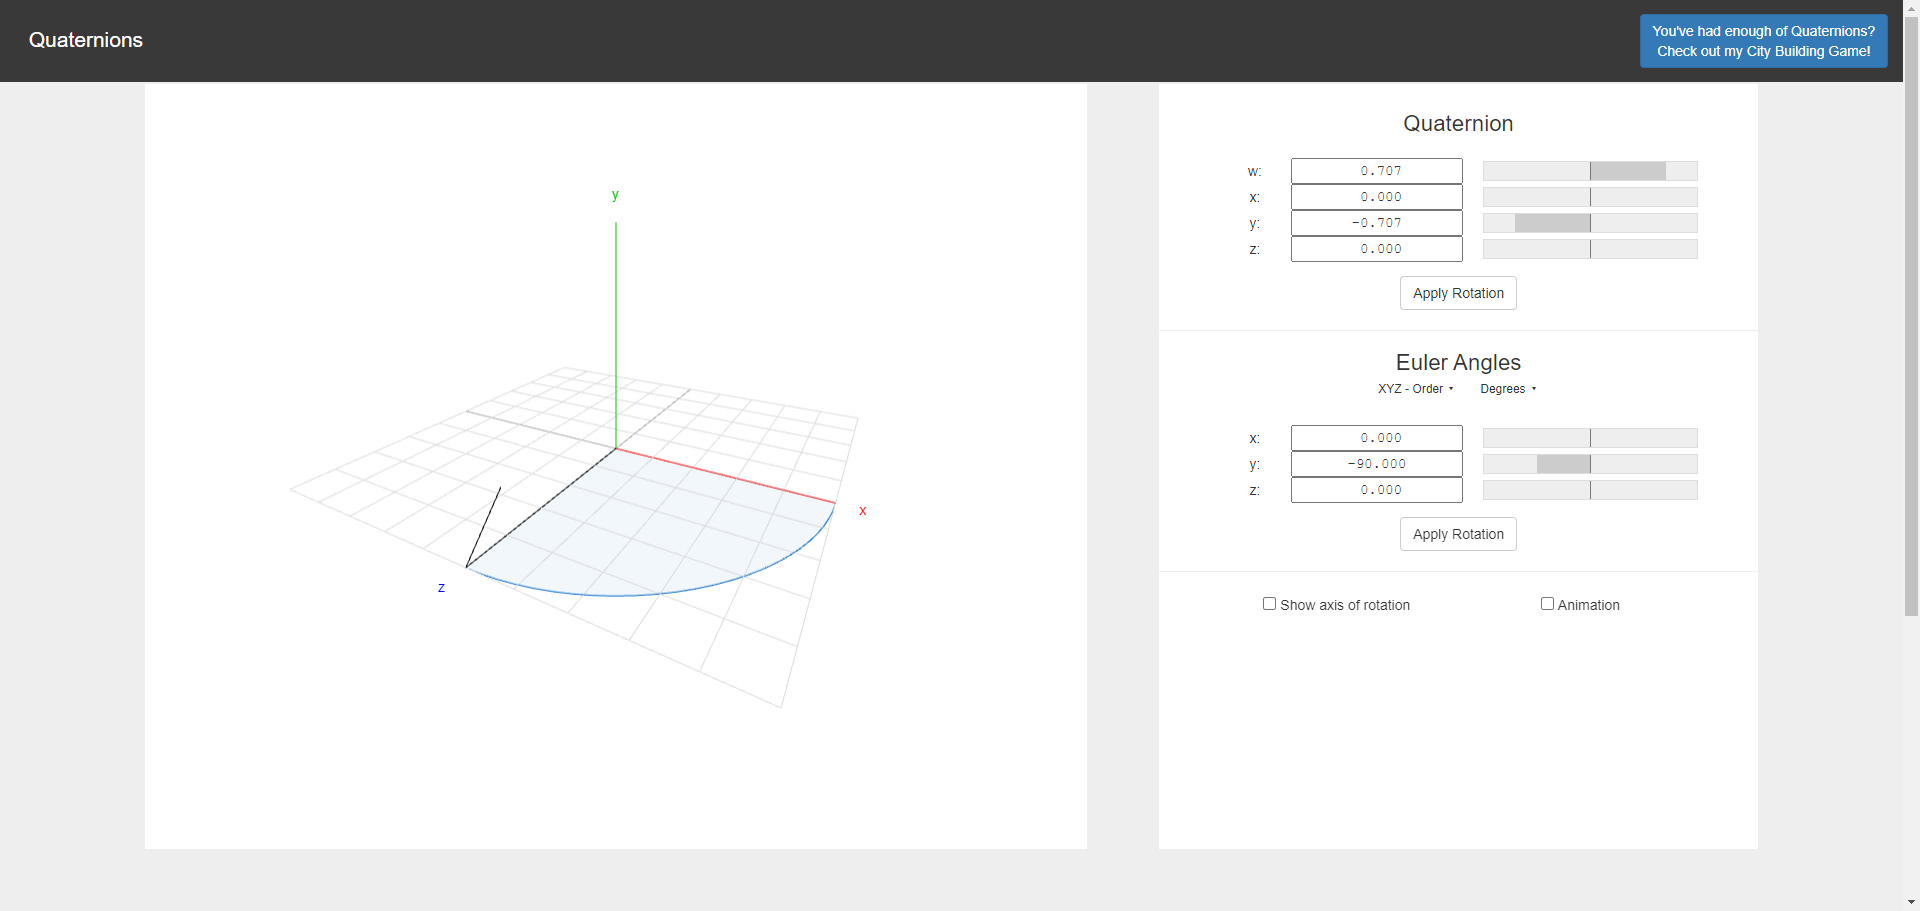 Quaternions
You've had enough of Quaternions?
Check out my City Building Game!
y
x
z
Quaternion
w: 0.707
x: 0.000
y: -0.707
z: 0.000
Apply Rotation
Euler Angles
XYZ - Order Degrees
x: 0.000
y: -90.000
z: 0.000
Apply Rotation
Show axis of rotation Animation